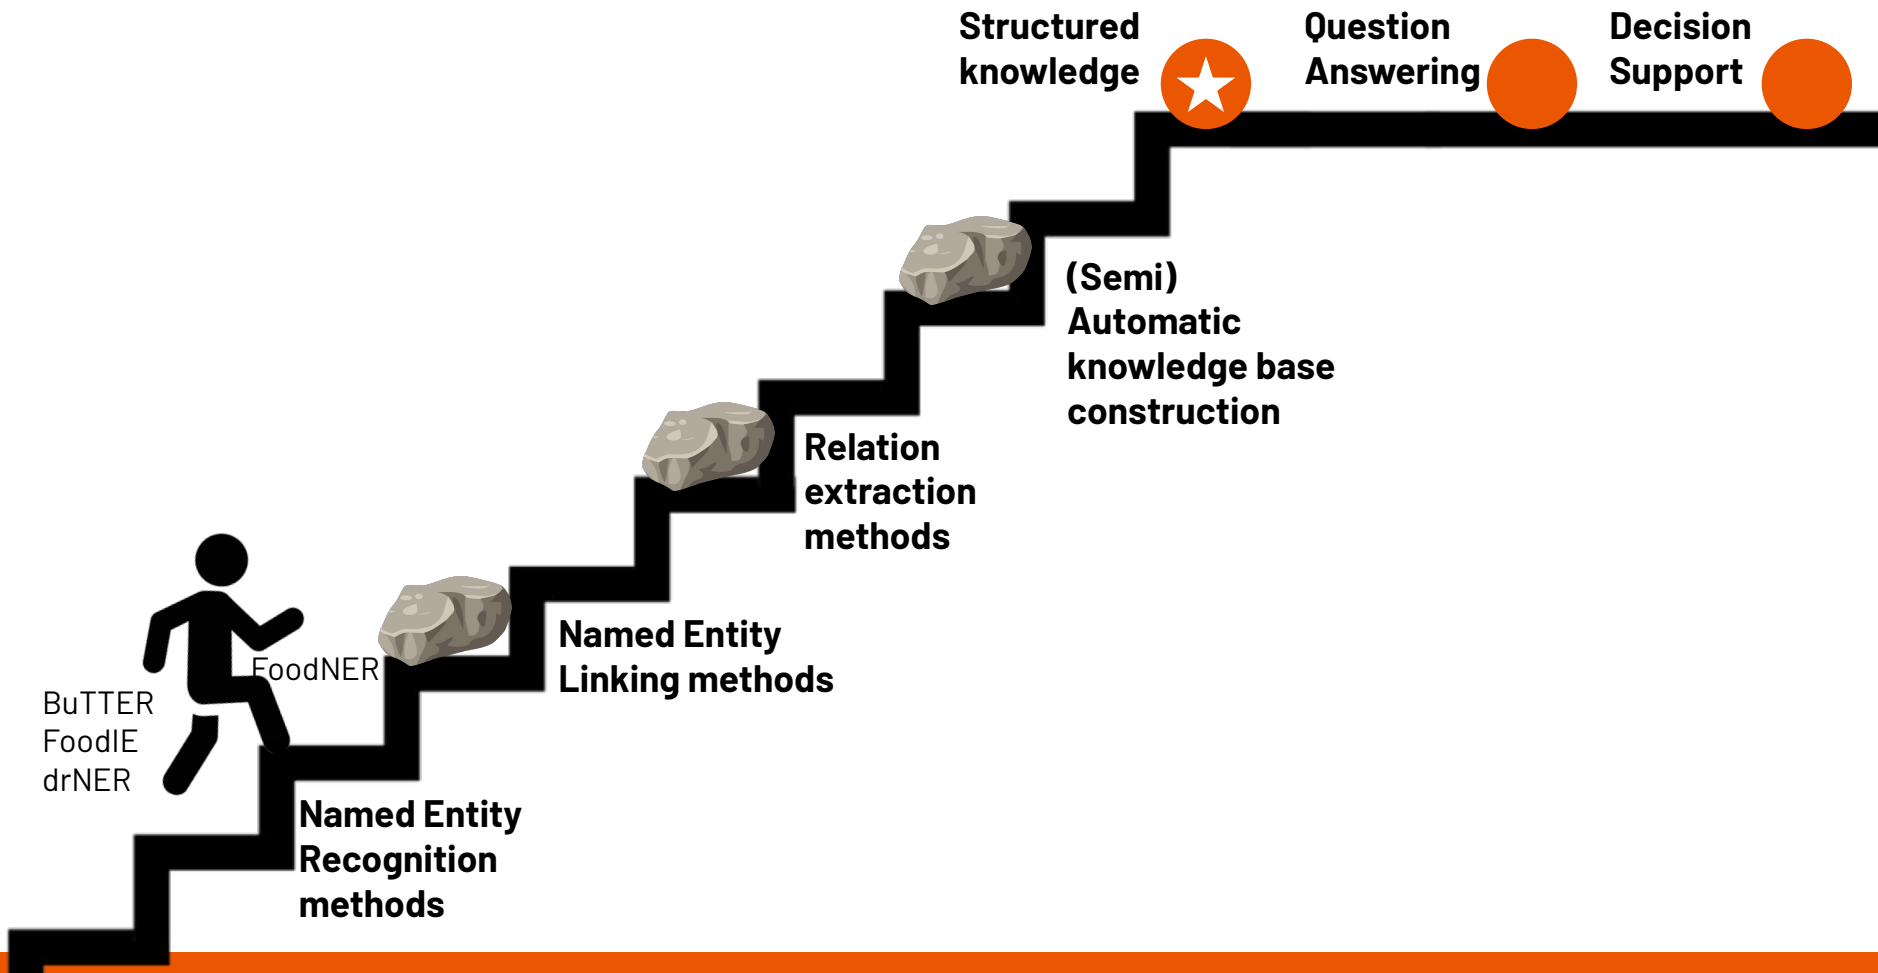 Structured
knowledge
Question
Answering
Decision
Support
(Semi)
Automatic
knowledge base
construction
Relation
extraction
methods
Named Entity
Linking methods
FoodNER
BuTTER
FoodIE
drNER
Named Entity
Recognition
methods